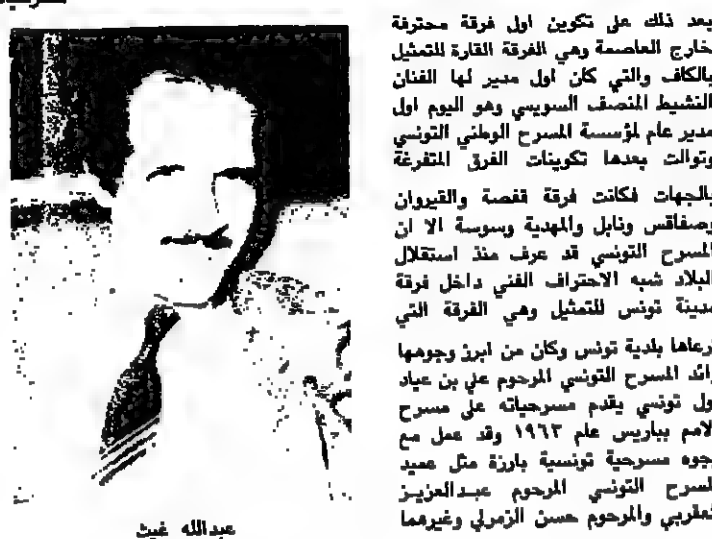 بعد ذلك على تكوين اول فرقة محترفة
خارج العاصمة وهي الفرقة القارة للتمثيل
بالكاف والتي كان اول مدير لها الفنان
النشيط المنصف السويسي وهو اليوم اول
مدير عام لمؤسسة المسرح الوطني التونسي
وتوالت بعدها تكوينات الفرق المتفرغة
بالجهات فكانت فرقة قفصة والقيروان
وصفاقس ونابل والمهدية وسوسة الا ان
المسرح التونسي قد عرف منذ استقلال
البلاد شبه الاحتراف الفني داخل فرقة
مدينة تونس للتمثيل وهي الفرقة التي
ترعاها بلدية تونس وكان من ابرز وجوهها
رائد المسرح التونسي المرحوم علي بن عياد
اول تونسي يقدم مسرحياته على مسرح
الامم بباريس عام ١٩٦٣ وقد عمل مع
وجوه مسرحية تونسية بارزة مثل عميد
المسرح التونسي المرحوم عبدالعزيز
العقربي والمرحوم حسن الزمرلي وغيرهما
عبدالله غيث